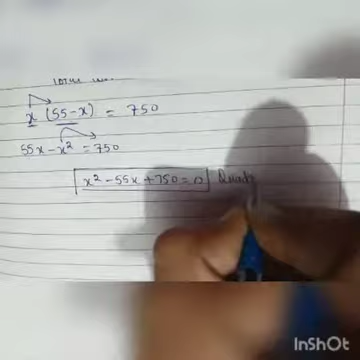 x (55-x) = 750
55x - x² = 750
x² - 55x + 750 = 0
InShOt